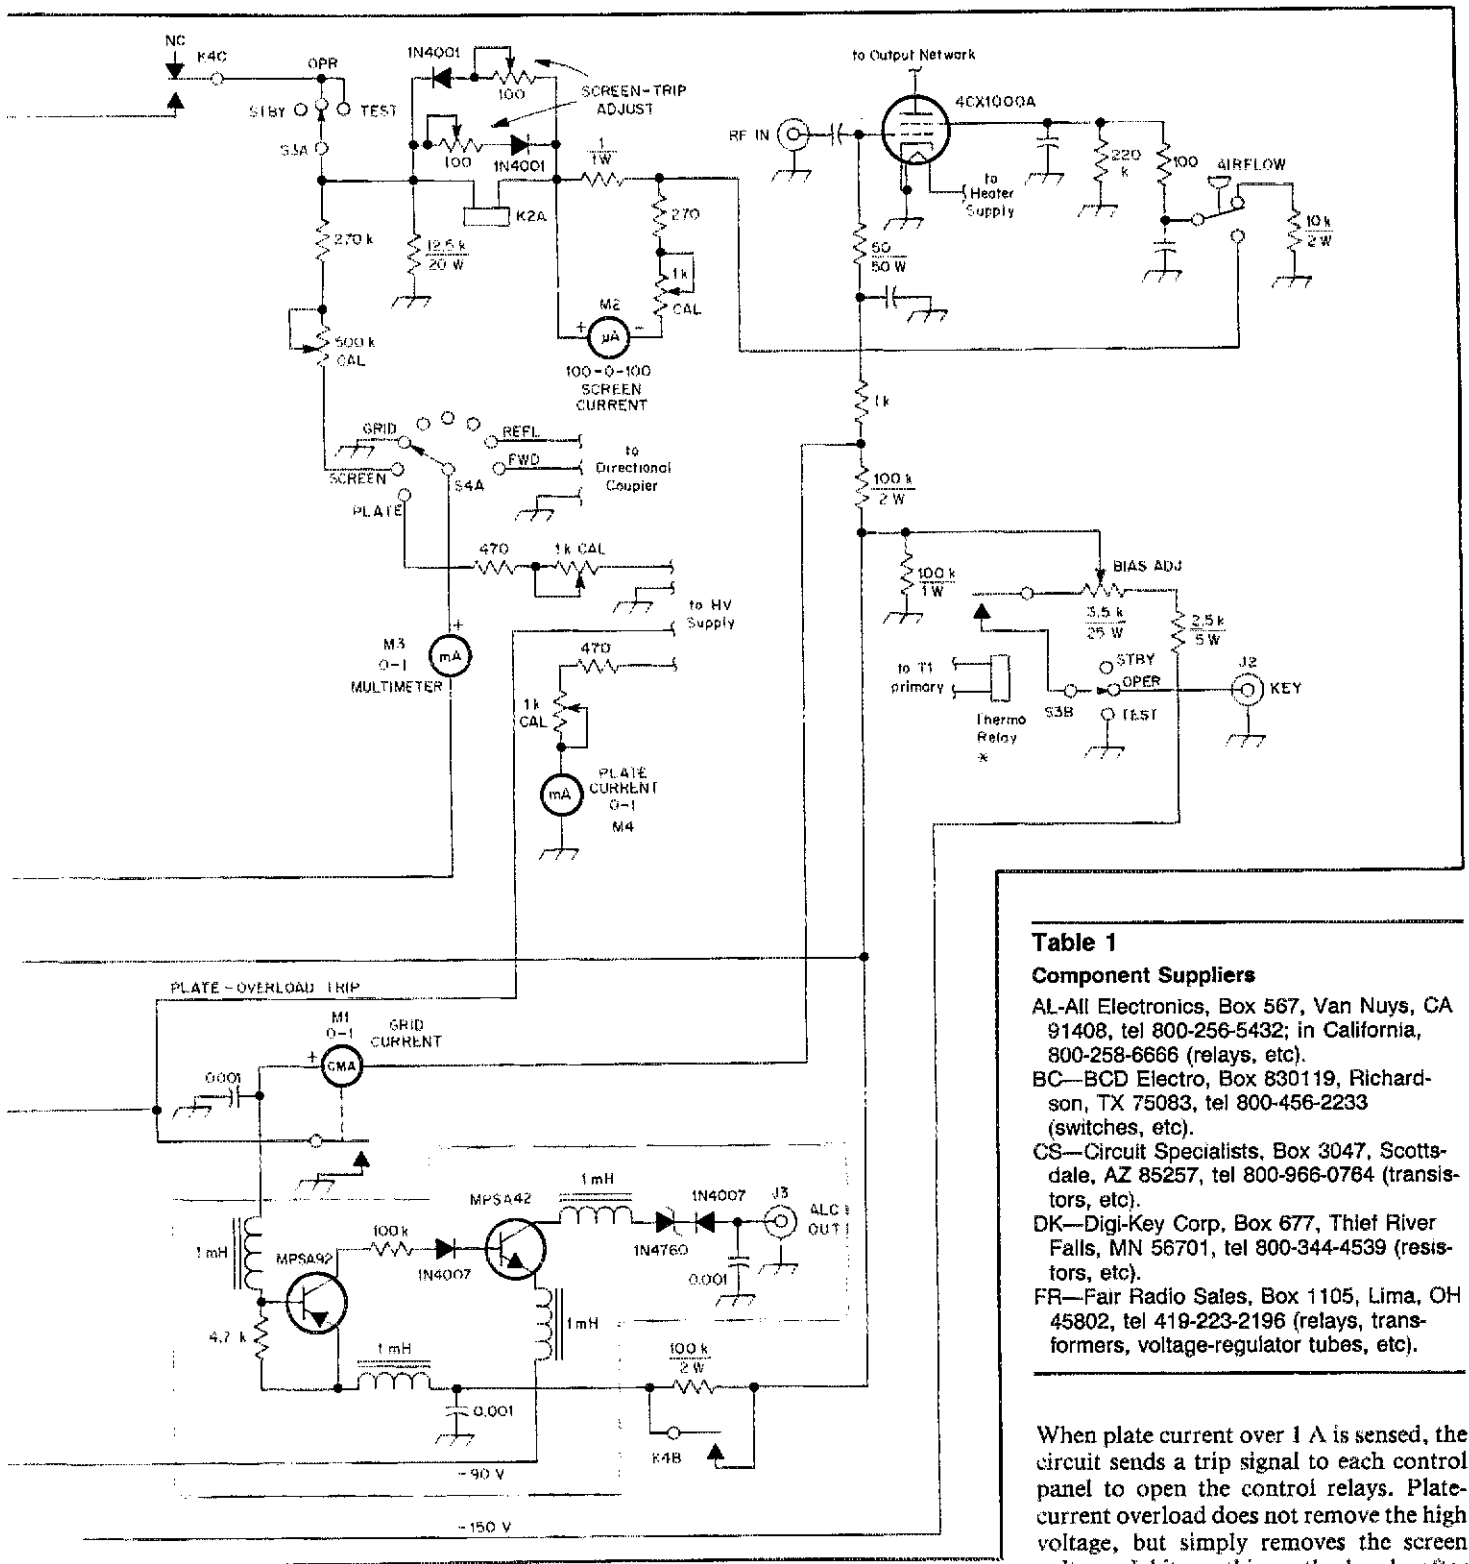 NC
K4C
OPR
STBY
TEST
S3A
1N4001
100
SCREEN-TRIP
ADJUST
100
1N4001
1
1W
K2A
270 k
12.5 k
20 W
270
1k
CAL
M2
+
-
μA
100-0-100
SCREEN
CURRENT
500 k
CAL
to Output Network
4CX1000A
RF IN
to
Heater
Supply
220
k
100
AIRFLOW
10 k
2 W
50
50 W
1k
GRID
REFL
FWD
to
Directional
Coupler
SCREEN
S4A
PLATE
470
1k CAL
to HV
Supply
100 k
2 W
100 k
1 W
BIAS ADJ
3.5 k
25 W
2.5 k
5 W
+
M3
0-1
MULTIMETER
mA
470
1k
CAL
mA
PLATE
CURRENT
0-1
M4
to T1
primary
Thermo
Relay
*
STBY
OPER
S3B
TEST
J2
KEY
PLATE-OVERLOAD TRIP
M1
0-1
GRID
CURRENT
+
CMA
.0001
1 mH
MPSA92
100k
1N4007
MPSA42
1 mH
1N4760
1N4007
J3
ALC
OUT
0.001
4.7 k
1 mH
1mH
0.001
100 k
2 W
K4B
-90 V
-150 V
Table 1
Component Suppliers
AL-All Electronics, Box 567, Van Nuys, CA
91408, tel 800-256-5432; in California,
800-258-6666 (relays, etc).
BC—BCD Electro, Box 830119, Richard-
son, TX 75083, tel 800-456-2233
(switches, etc).
CS—Circuit Specialists, Box 3047, Scotts-
dale, AZ 85257, tel 800-966-0764 (transis-
tors, etc).
DK—Digi-Key Corp, Box 677, Thief River
Falls, MN 56701, tel 800-344-4539 (resis-
tors, etc).
FR—Fair Radio Sales, Box 1105, Lima, OH
45802, tel 419-223-2196 (relays, trans-
formers, voltage-regulator tubes, etc).
When plate current over 1 A is sensed, the
circuit sends a trip signal to each control
panel to open the control relays. Plate-
current overload does not remove the high
voltage, but simply removes the screen